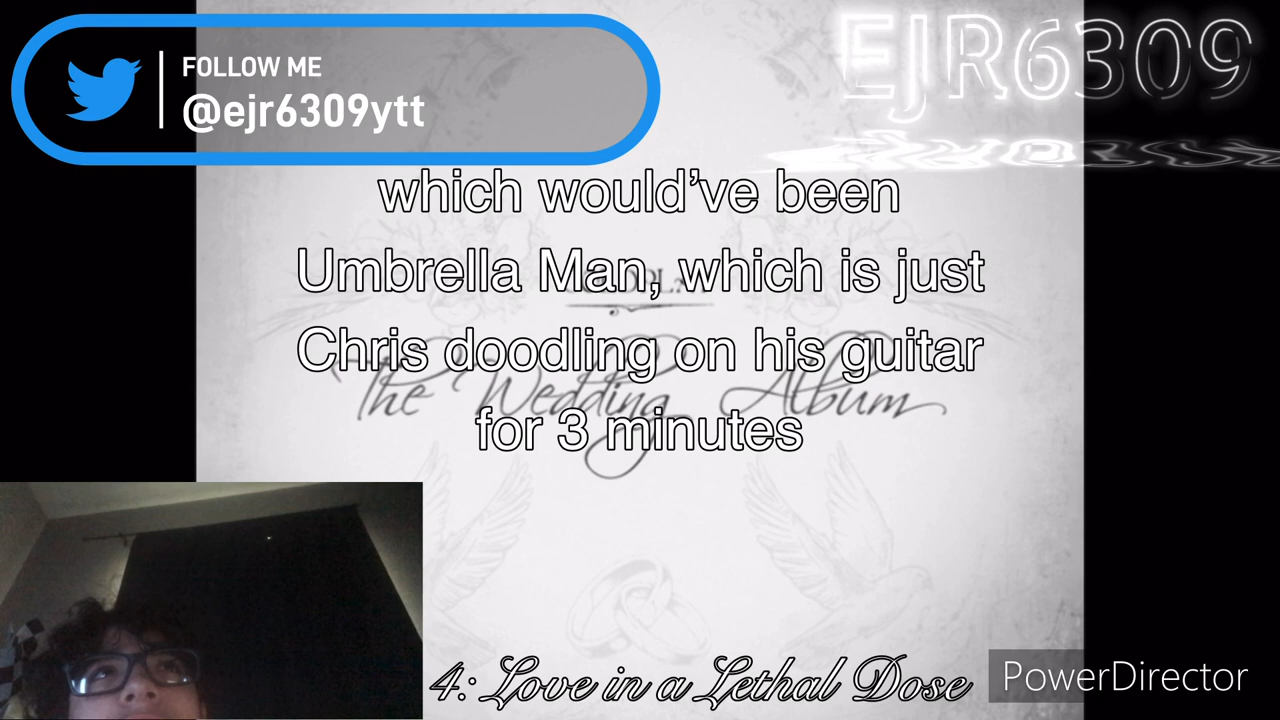 FOLLOW ME
@ejr6309ytt
EJR6309
which would’ve been
Umbrella Man, which is just
Chris doodling on his guitar
for 3 minutes
The Wedding Album
4: Love in a Lethal Dose
PowerDirector